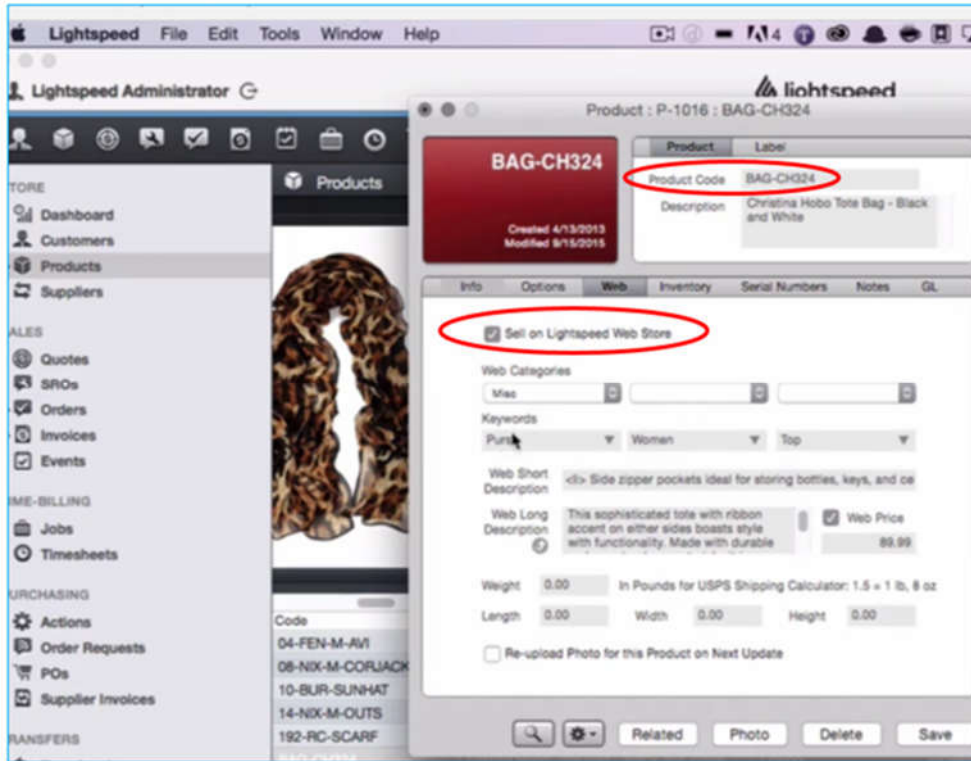 Lightspeed File Edit Tools Window Help
4
Lightspeed Administrator
lightspeed
Product : P-1016 : BAG-CH324
BAG-CH324
Created 4/13/2013
Modified 9/15/2015
Product Label
Product Code BAG-CH324
Description Christina Hobo Tote Bag - Black
and White
Products
TORE
Dashboard
Customers
Products
Suppliers
ALES
Quotes
SROs
Orders
Invoices
Events
IME-BILLING
Jobs
Timesheets
URCHASING
Actions
Order Requests
POs
Supplier Invoices
RANSFERS
Info Options Web Inventory Serial Numbers Notes GL
Sell on Lightspeed Web Store
Web Categories
Misc
Keywords
Women Top
Web Short
Description
<li> Side zipper pockets ideal for storing bottles, keys, and ce
Web Long
Description
This sophisticated tote with ribbon
accent on either sides boasts style
with functionality. Made with durable
Web Price
89.99
Weight 0.00 In Pounds for USPS Shipping Calculator: 1.5 = 1 lb, 8 oz
Length 0.00 Width 0.00 Height 0.00
Re-upload Photo for this Product on Next Update
Related Photo Delete Save
Code
04-FEN-M-AVI
08-NIX-M-CORJACK
10-BUR-SUNHAT
14-NIX-M-OUTS
192-RC-SCARF
BAG-CH324